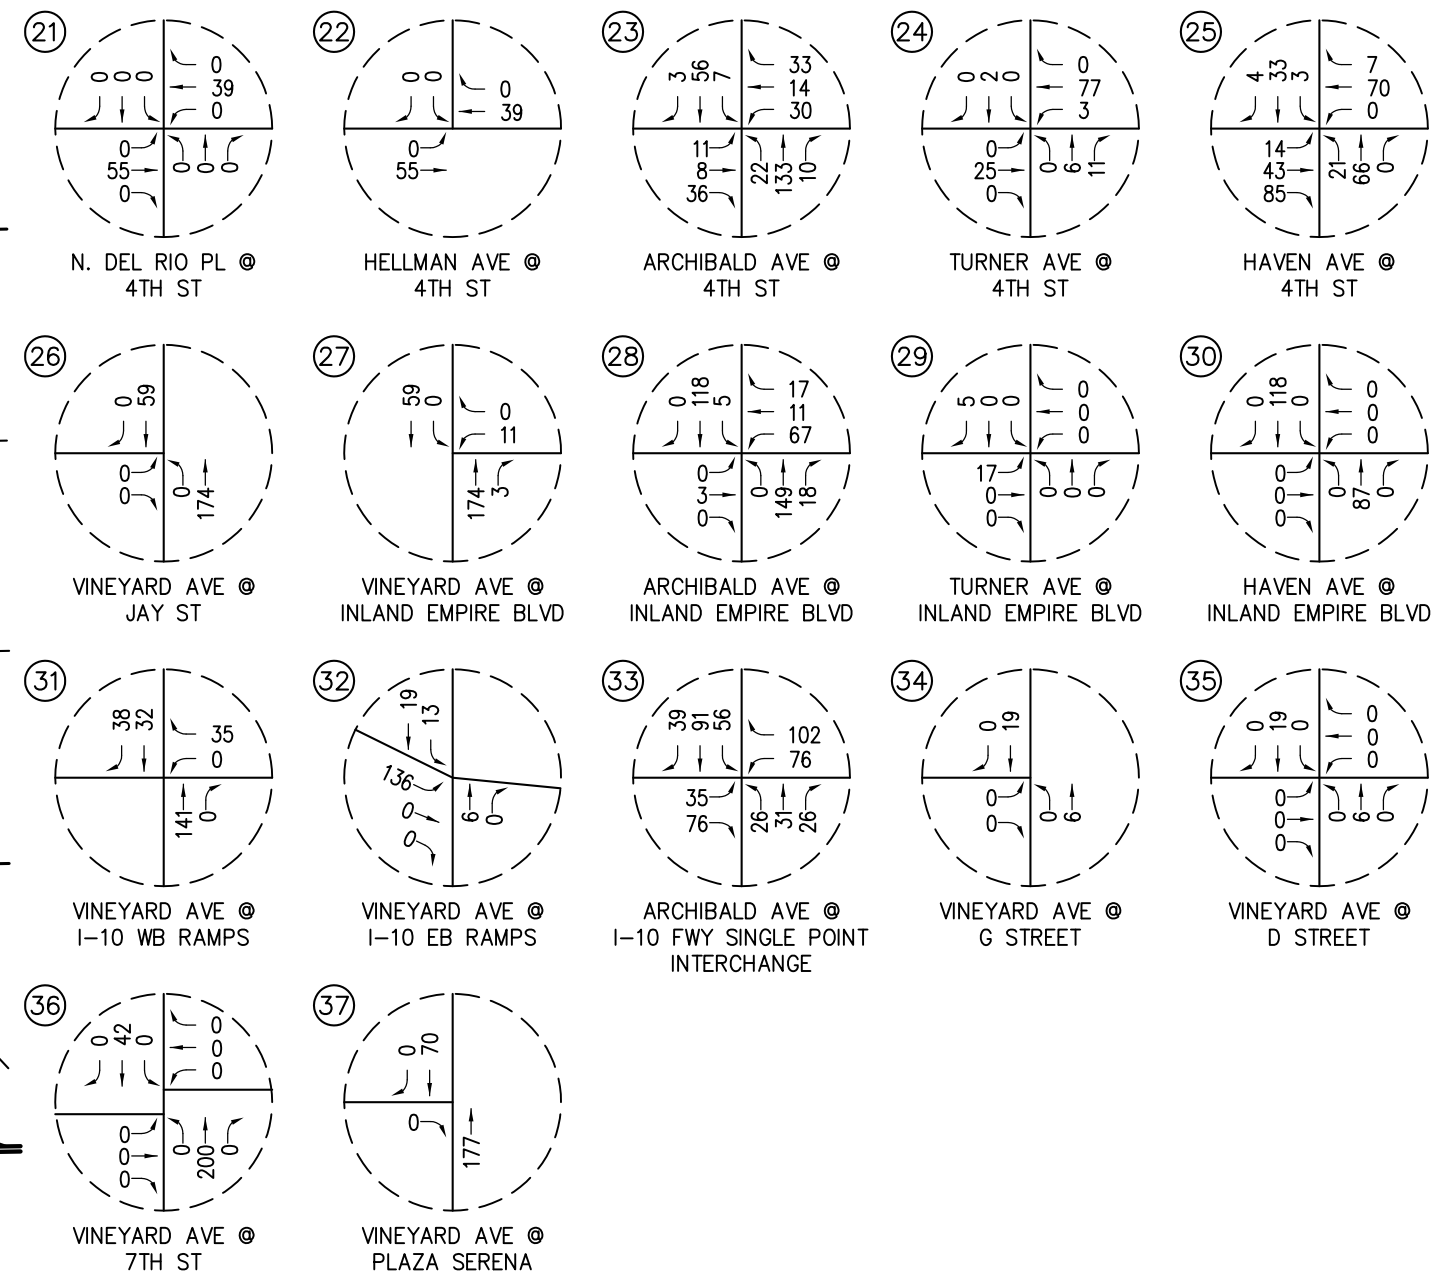 21
0 0 0
0
39
0
0
55
0
0 0 0
N. DEL RIO PL @
4TH ST
22
0 0
0
39
0
55
HELLMAN AVE @
4TH ST
23
3 56 7
33
14
30
11
8
36
22 133 10
ARCHIBALD AVE @
4TH ST
24
0 2 0
0
77
3
0
25
0
0 6 11
TURNER AVE @
4TH ST
25
4 33 3
7
70
0
14
43
85
21 66 0
HAVEN AVE @
4TH ST
26
0 59
0
0
0 174
VINEYARD AVE @
JAY ST
27
59 0
0
11
174 3
VINEYARD AVE @
INLAND EMPIRE BLVD
28
0 118 5
17
11
67
0
3
0
0 149 18
ARCHIBALD AVE @
INLAND EMPIRE BLVD
29
5 0 0
0
0
0
17
0
0
0 0 0
TURNER AVE @
INLAND EMPIRE BLVD
30
0 118 0
0
0
0
0
0
0
0 87 0
HAVEN AVE @
INLAND EMPIRE BLVD
31
38 32
35
0
141 0
VINEYARD AVE @
I-10 WB RAMPS
32
19 13
136
0
0
6 0
VINEYARD AVE @
I-10 EB RAMPS
33
39 91 56
102
76
35
76
26 31 26
ARCHIBALD AVE @
I-10 FWY SINGLE POINT
INTERCHANGE
34
0 19
0
0
0 6
VINEYARD AVE @
G STREET
35
0 19 0
0
0
0
0
0
0
0 6 0
VINEYARD AVE @
D STREET
36
0 42 0
0
0
0
0
0
0
0 200 0
VINEYARD AVE @
7TH ST
37
0 70
0
177
VINEYARD AVE @
PLAZA SERENA